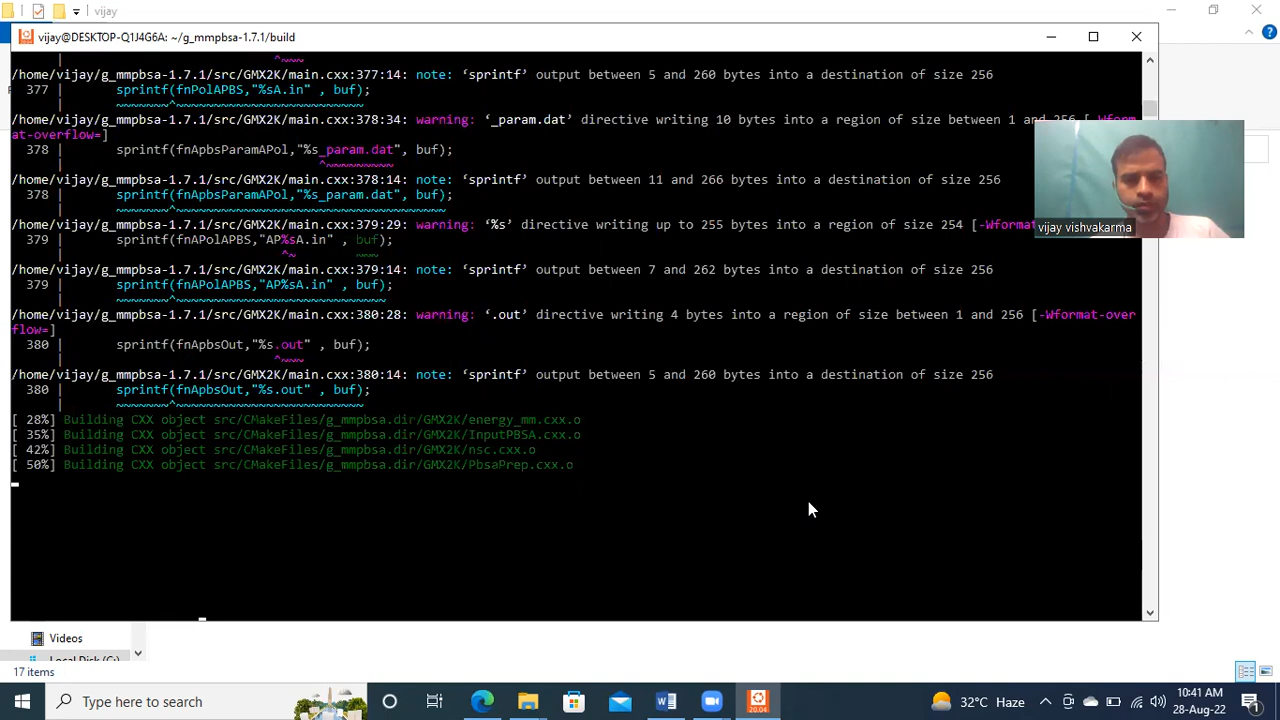 vijay
vijay@DESKTOP-Q1J4G6A: ~/g_mmpbsa-1.7.1/build
| ^~~~
/home/vijay/g_mmpbsa-1.7.1/src/GMX2K/main.cxx:377:14: note: ‘sprintf’ output between 5 and 260 bytes into a destination of size 256
377 | sprintf(fnPolAPBS,"%sA.in" , buf);
| ~~~~~~~^~~~~~~~~~~~~~~~~~~~~~~~~~
/home/vijay/g_mmpbsa-1.7.1/src/GMX2K/main.cxx:378:34: warning: ‘_param.dat’ directive writing 10 bytes into a region of size between 1 and 256 [-Wform
at-overflow=]
378 | sprintf(fnApbsParamAPol,"%s_param.dat", buf);
| ^~~~~~~~~~
/home/vijay/g_mmpbsa-1.7.1/src/GMX2K/main.cxx:378:14: note: ‘sprintf’ output between 11 and 266 bytes into a destination of size 256
378 | sprintf(fnApbsParamAPol,"%s_param.dat", buf);
| ~~~~~~~^~~~~~~~~~~~~~~~~~~~~~~~~~~~~~~~~~~~~
/home/vijay/g_mmpbsa-1.7.1/src/GMX2K/main.cxx:379:29: warning: ‘%s’ directive writing up to 255 bytes into a region of size 254 [-Wformat
379 | sprintf(fnAPolAPBS,"AP%sA.in" , buf);
| ^~ ~~~
/home/vijay/g_mmpbsa-1.7.1/src/GMX2K/main.cxx:379:14: note: ‘sprintf’ output between 7 and 262 bytes into a destination of size 256
379 | sprintf(fnAPolAPBS,"AP%sA.in" , buf);
| ~~~~~~~^~~~~~~~~~~~~~~~~~~~~~~~~~~~~
/home/vijay/g_mmpbsa-1.7.1/src/GMX2K/main.cxx:380:28: warning: ‘.out’ directive writing 4 bytes into a region of size between 1 and 256 [-Wformat-over
flow=]
380 | sprintf(fnApbsOut,"%s.out" , buf);
| ^~~~
/home/vijay/g_mmpbsa-1.7.1/src/GMX2K/main.cxx:380:14: note: ‘sprintf’ output between 5 and 260 bytes into a destination of size 256
380 | sprintf(fnApbsOut,"%s.out" , buf);
| ~~~~~~~^~~~~~~~~~~~~~~~~~~~~~~~~~
[ 28%] Building CXX object src/CMakeFiles/g_mmpbsa.dir/GMX2K/energy_mm.cxx.o
[ 35%] Building CXX object src/CMakeFiles/g_mmpbsa.dir/GMX2K/InputPBSA.cxx.o
[ 42%] Building CXX object src/CMakeFiles/g_mmpbsa.dir/GMX2K/nsc.cxx.o
[ 50%] Building CXX object src/CMakeFiles/g_mmpbsa.dir/GMX2K/PbsaPrep.cxx.o
vijay vishvakarma
Videos
Local Disk (C:)
17 items
Type here to search
20.04
32°C Haze
10:41 AM
28-Aug-22
1